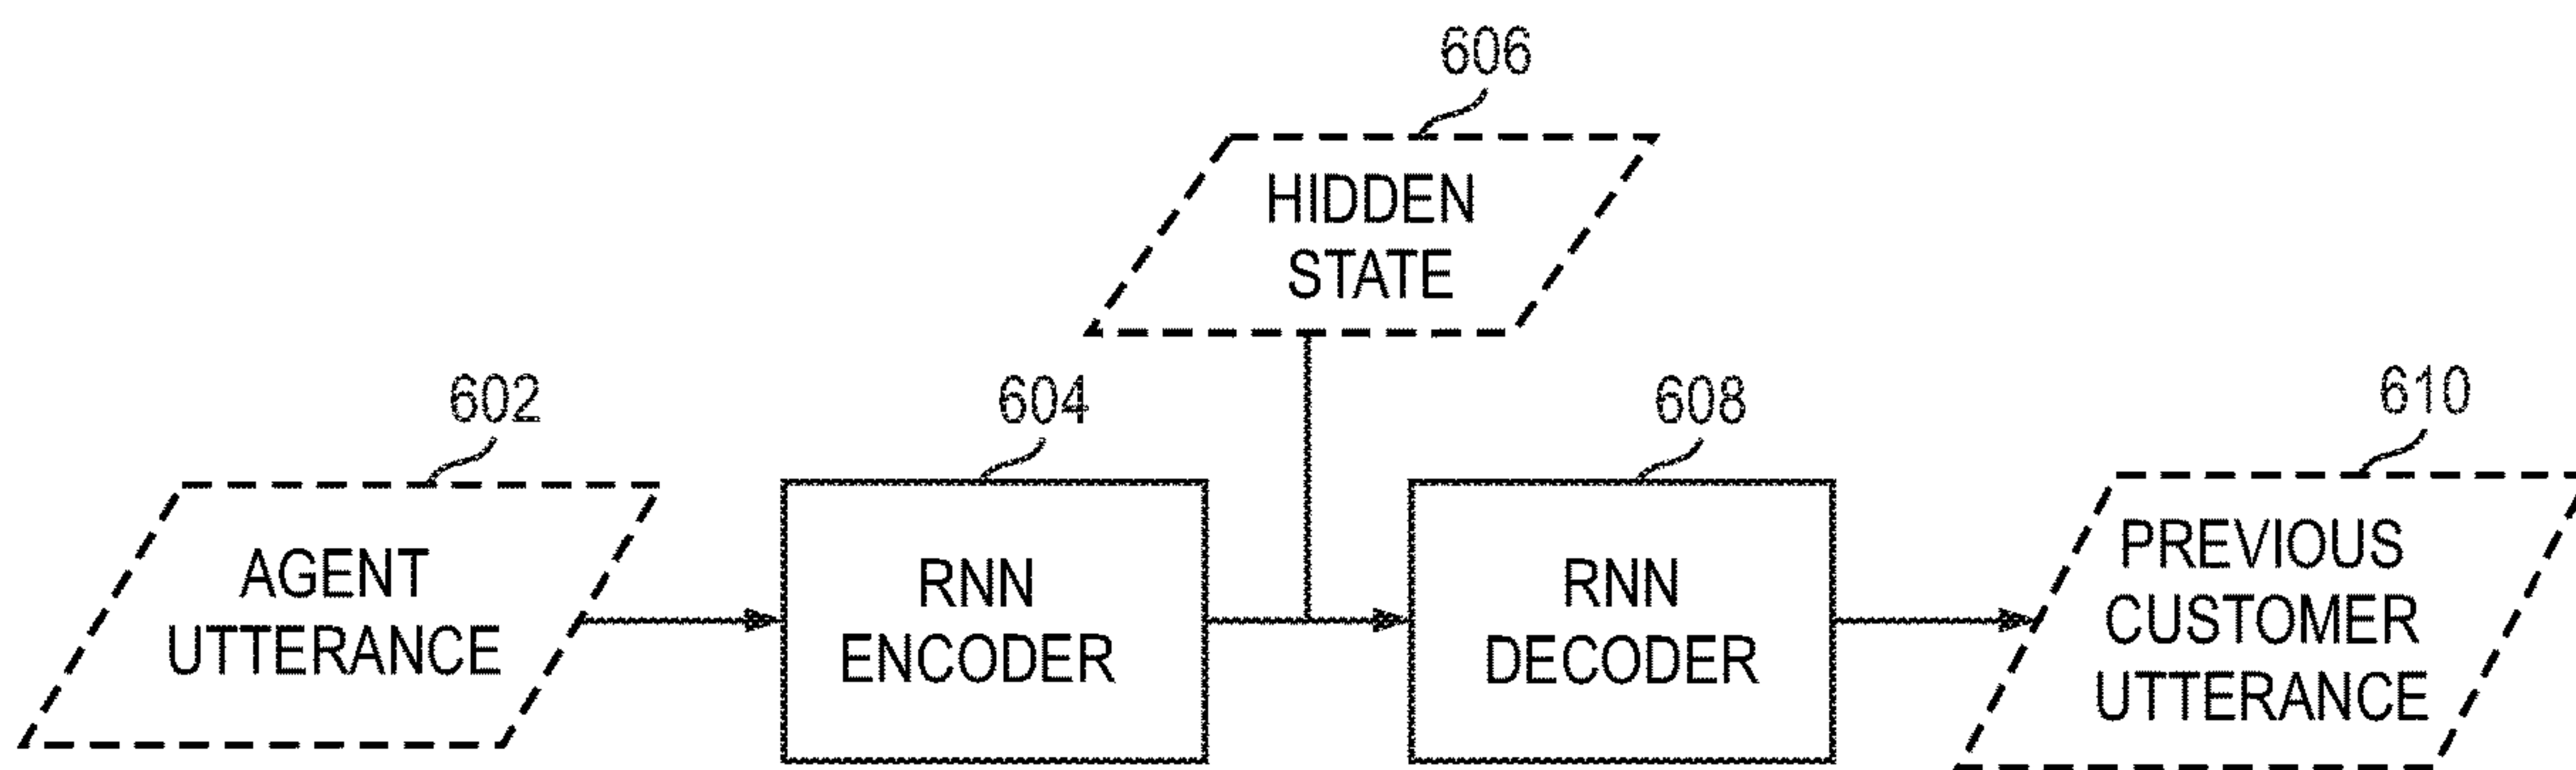 606
HIDDEN
STATE
602
604
608
610
AGENT
UTTERANCE
RNN
ENCODER
RNN
DECODER
PREVIOUS
CUSTOMER
UTTERANCE